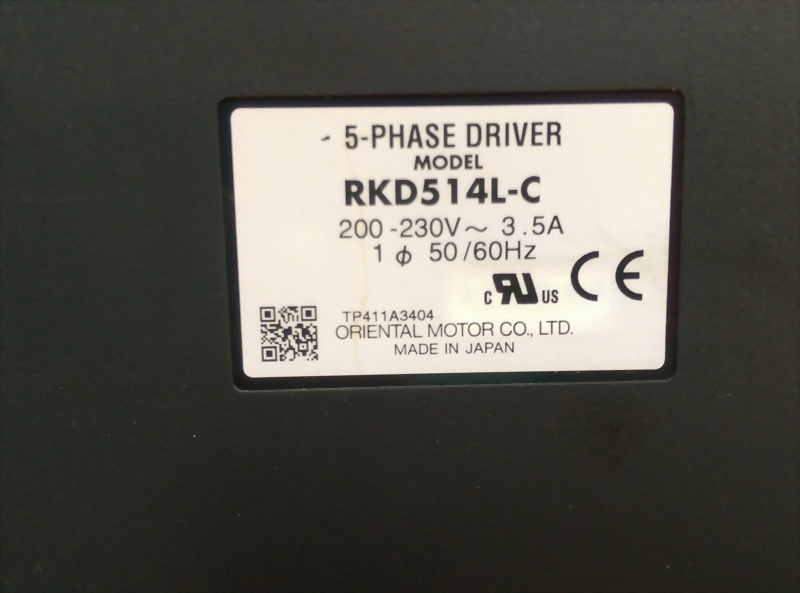 5-PHASE DRIVER
MODEL
RKD514L-C
200-230V~ 3.5A
1 ϕ 50/60Hz
C RU US CE
TP411A3404
ORIENTAL MOTOR CO., LTD.
MADE IN JAPAN